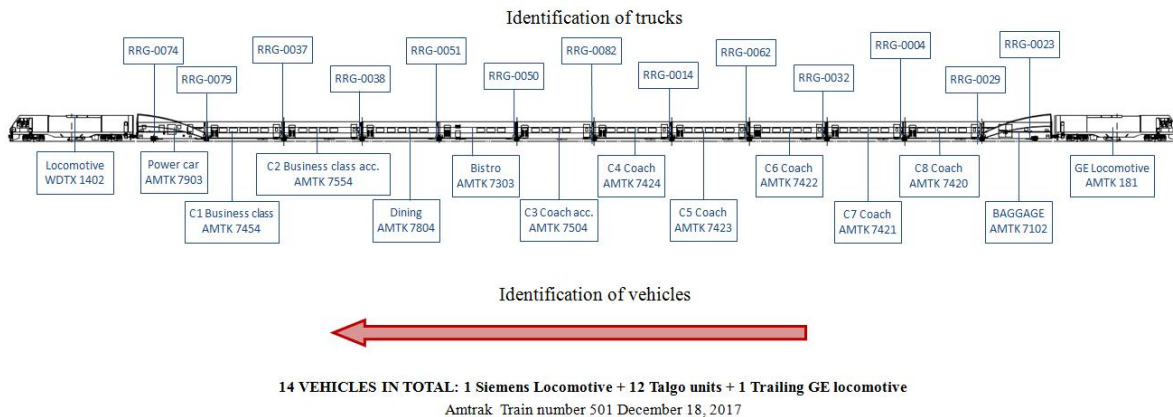 Identification of trucks
RRG-0074
RRG-0037
RRG-0051
RRG-0082
RRG-0062
RRG-0004
RRG-0023
RRG-0079
RRG-0038
RRG-0050
RRG-0014
RRG-0032
RRG-0029
Locomotive
WDTX 1402
Power car
AMTK 7903
C2 Business class acc.
AMTK 7554
Bistro
AMTK 7303
C4 Coach
AMTK 7424
C6 Coach
AMTK 7422
C8 Coach
AMTK 7420
GE Locomotive
AMTK 181
C1 Business class
AMTK 7454
Dining
AMTK 7804
C3 Coach acc.
AMTK 7504
C5 Coach
AMTK 7423
C7 Coach
AMTK 7421
BAGGAGE
AMTK 7102
Identification of vehicles
14 VEHICLES IN TOTAL: 1 Siemens Locomotive + 12 Talgo units + 1 Trailing GE locomotive
Amtrak Train number 501 December 18, 2017